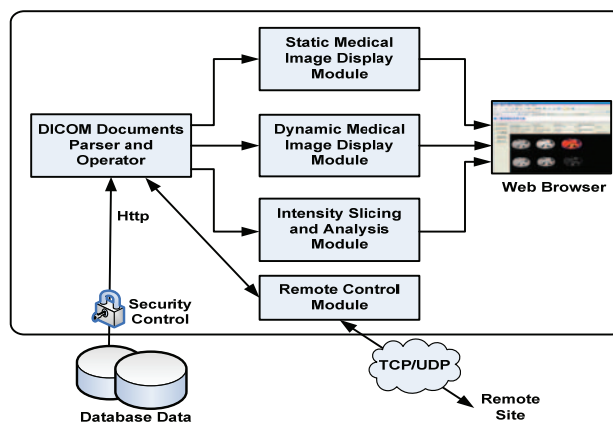 Static Medical
Image Display
Module
DICOM Documents
Parser and
Operator
Dynamic Medical
Image Display
Module
Web Browser
Http
Intensity Slicing
and Analysis
Module
Security
Control
Remote Control
Module
TCP/UDP
Database Data
Remote
Site